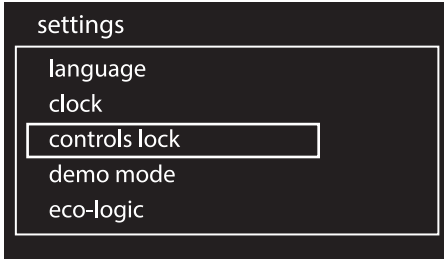 settings
language
clock
controls lock
demo mode
eco-logic